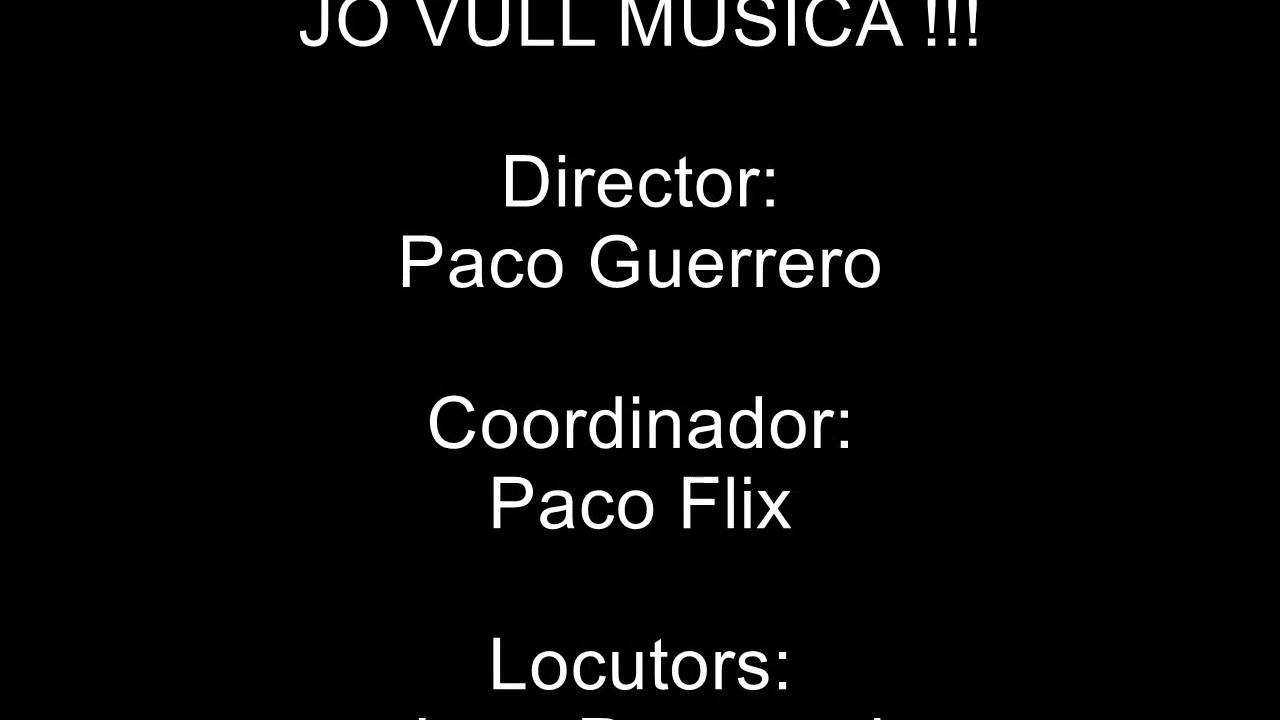 JO VULL MUSICA !!!
Director:
Paco Guerrero
Coordinador:
Paco Flix
Locutors: